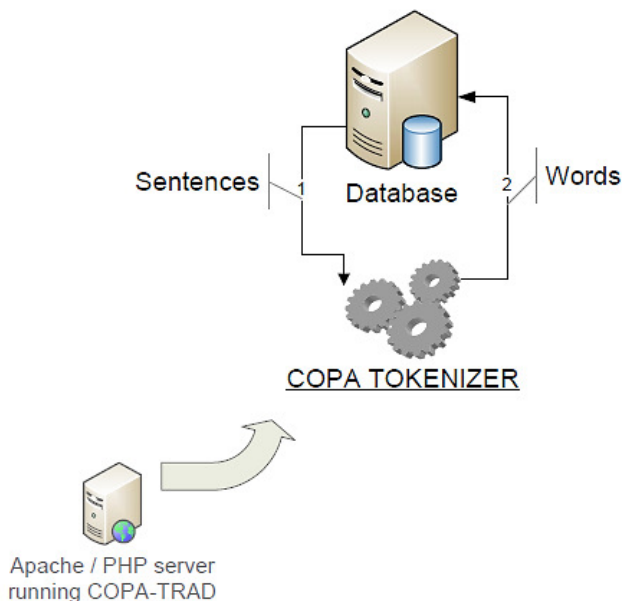 Sentences
1
Database
2
Words
COPA TOKENIZER
Apache / PHP server
running COPA-TRAD